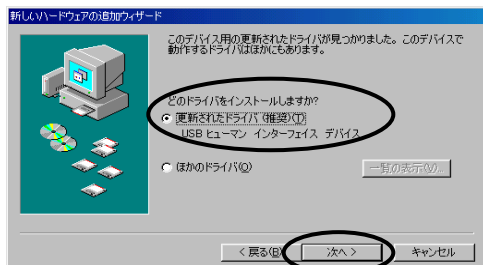 新しいハードウェアの追加ウィザード
このデバイス用の更新されたドライバが見つかりました。このデバイスで
動作するドライバはほかにもあります。
どのドライバをインストールしますか?
更新されたドライバ(推奨)(T)
USB ヒューマン インターフェイス デバイス
ほかのドライバ(O)
一覧の表示(V)...
< 戻る(B)
次へ >
キャンセル